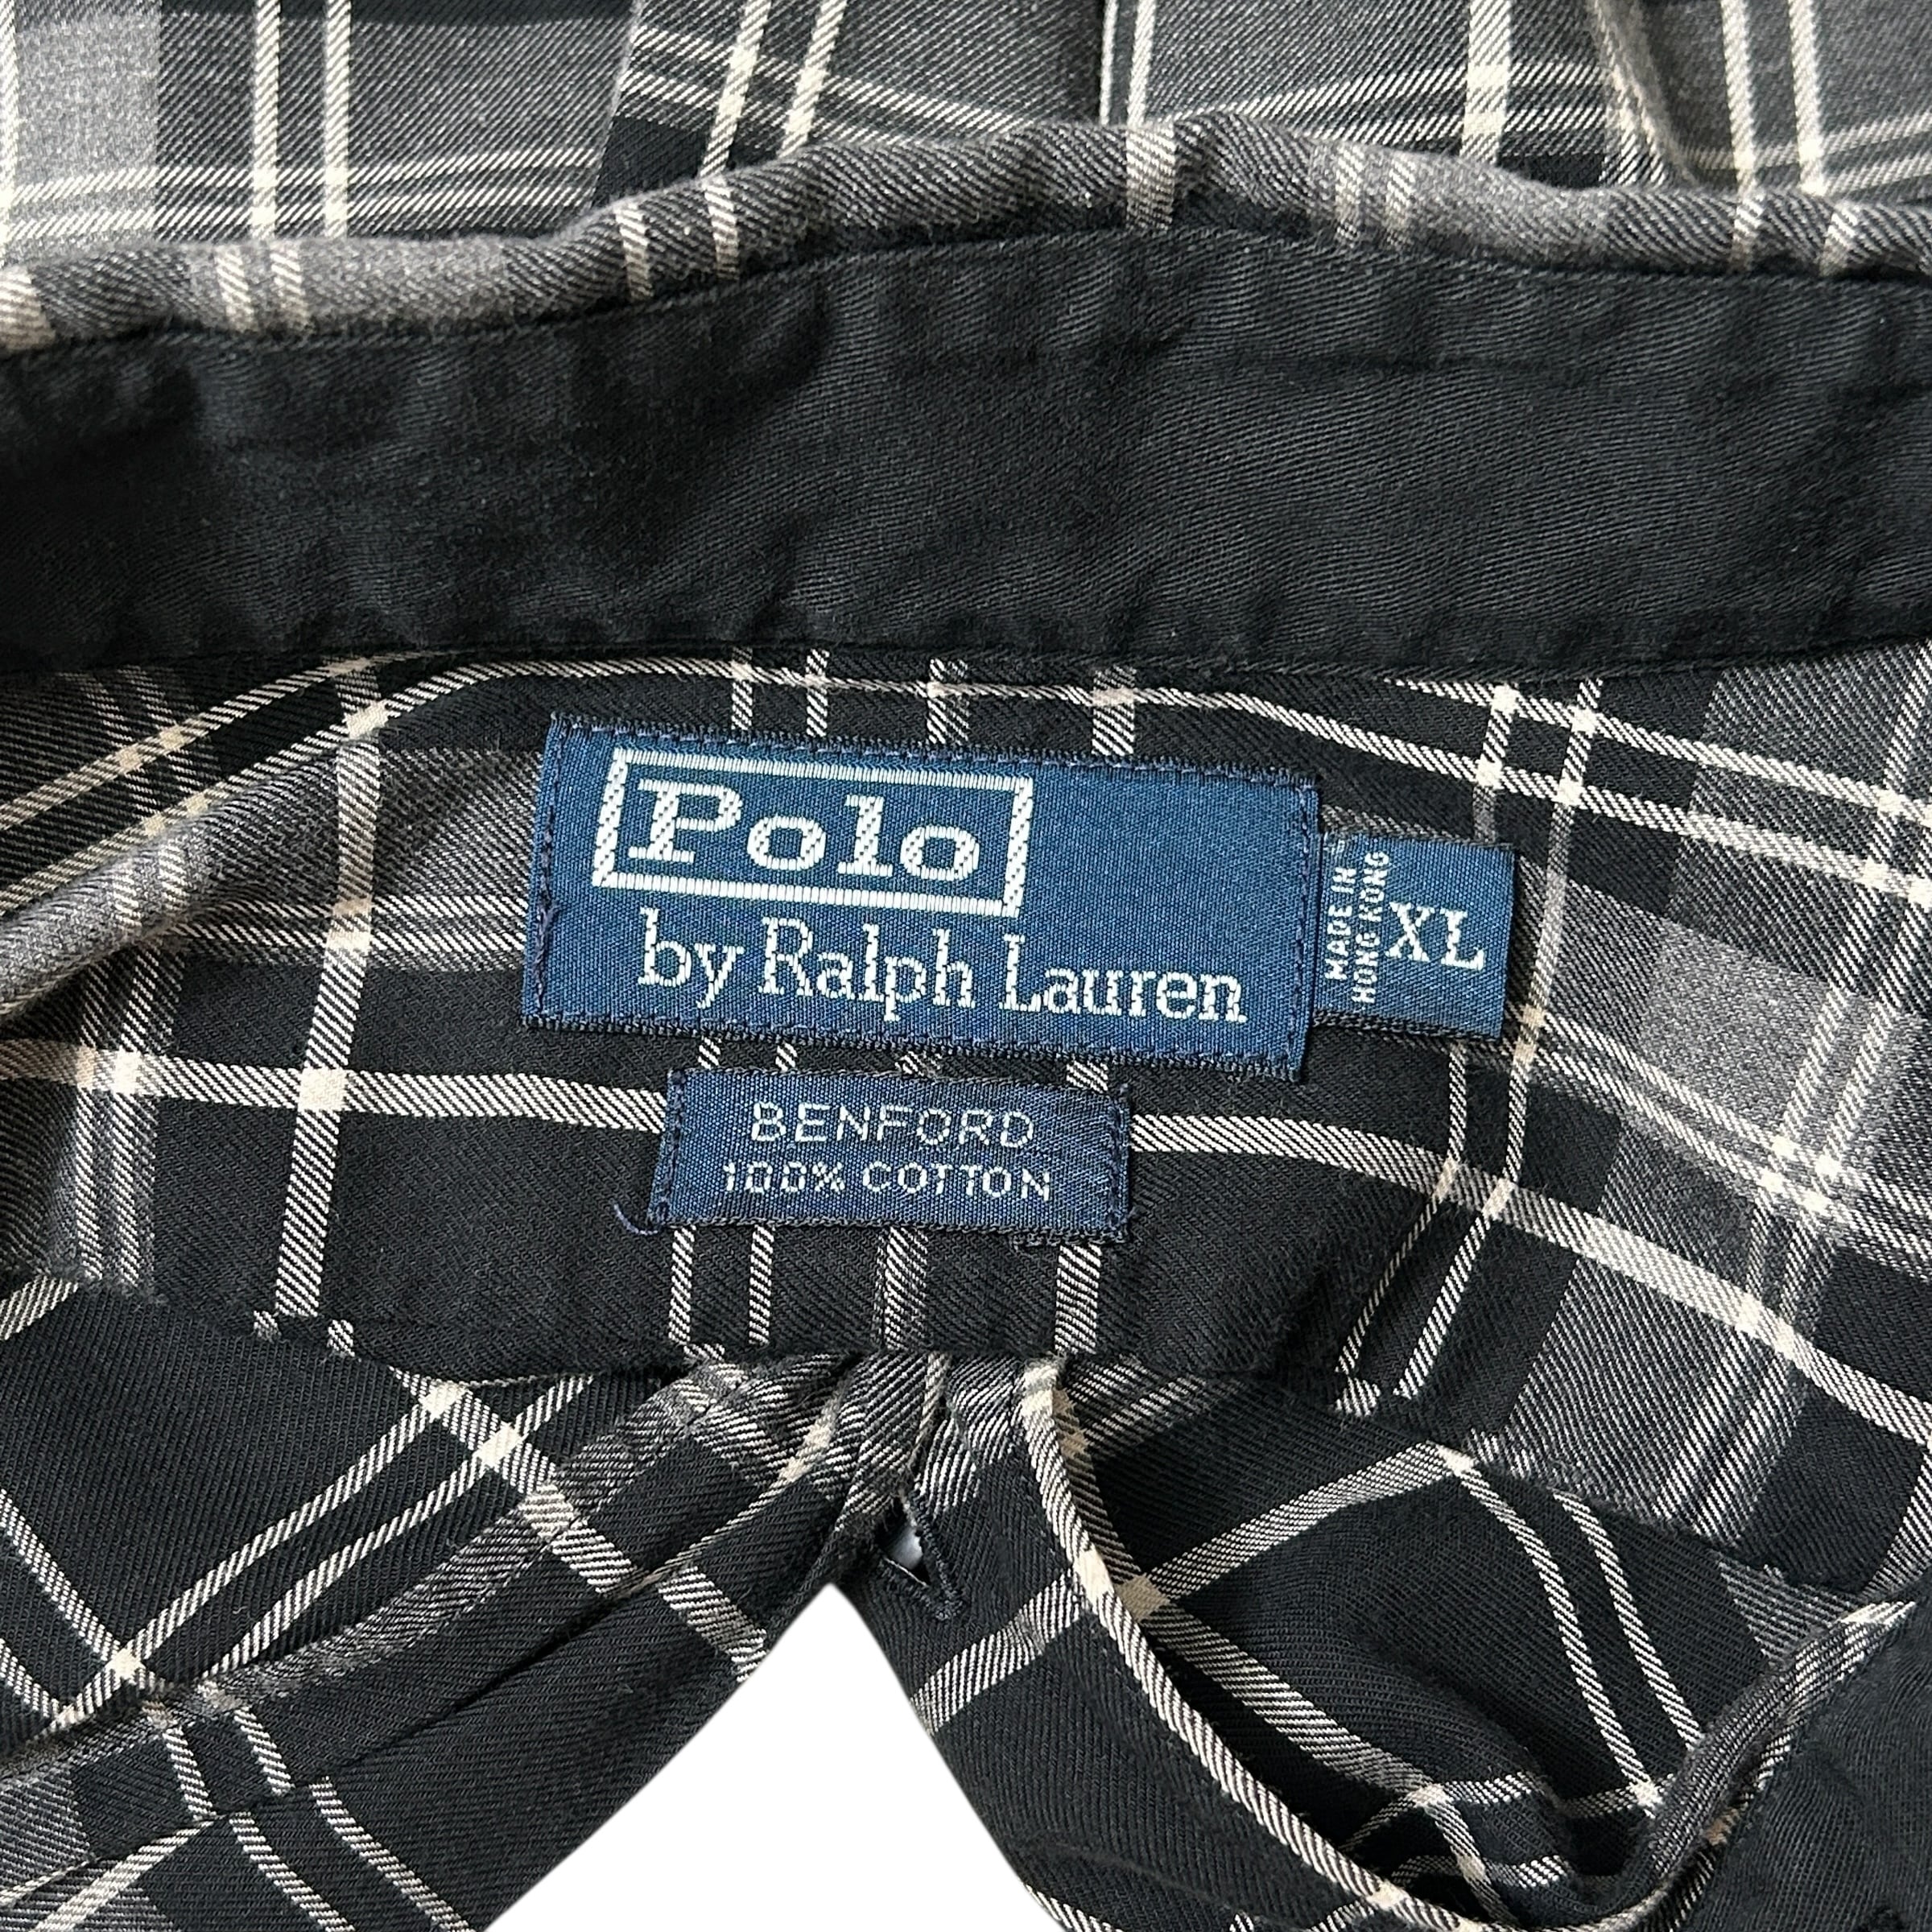 Polo
by Ralph Lauren
MADE IN
HONG KONG
XL
BENFORD
100% COTTON